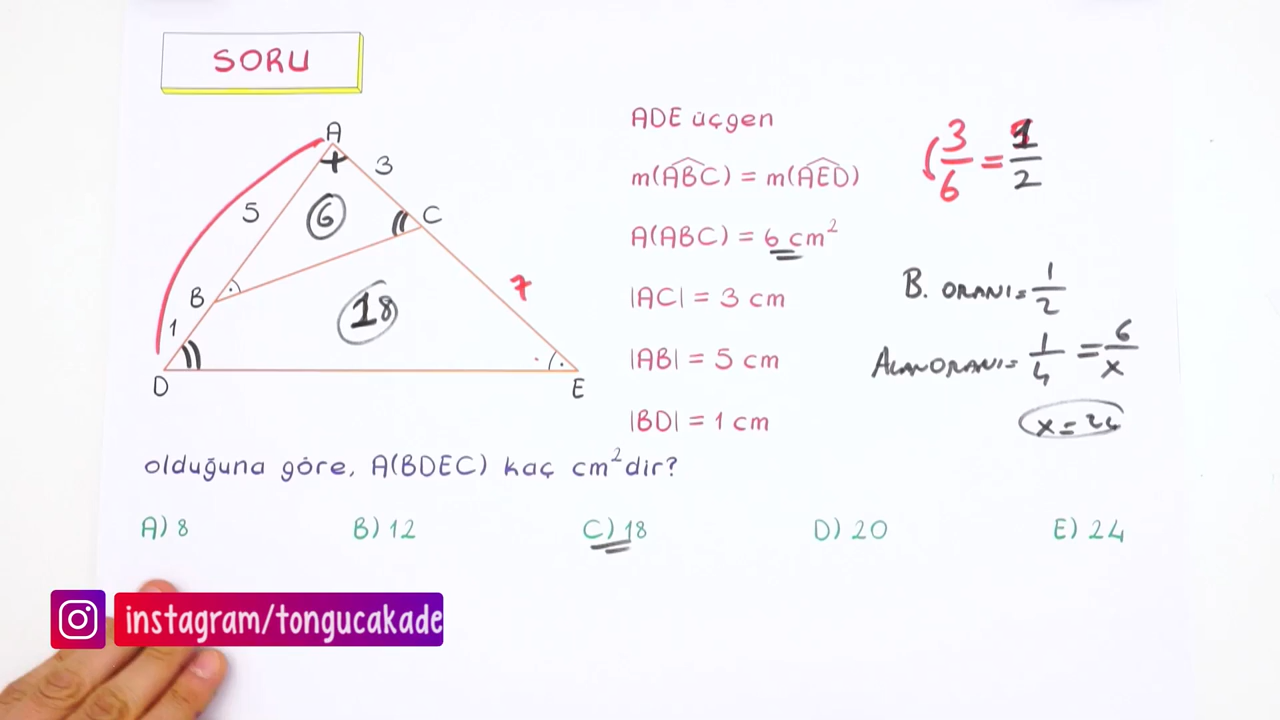 SORU
A
3
5
6
C
B
7
18
1
D
E
ADE üçgen
m(ABC) = m(AED)
A(ABC) = 6 cm²
|AC| = 3 cm
|AB| = 5 cm
|BD| = 1 cm
3/6 = 1/2
B. ORANI = 1/2
ALAN ORANI = 1/4 = 6/x
x = 24
olduğuna göre, A(BDEC) kaç cm² dir?
A) 8 B) 12 C) 18 D) 20 E) 24
instagram/tongucakade